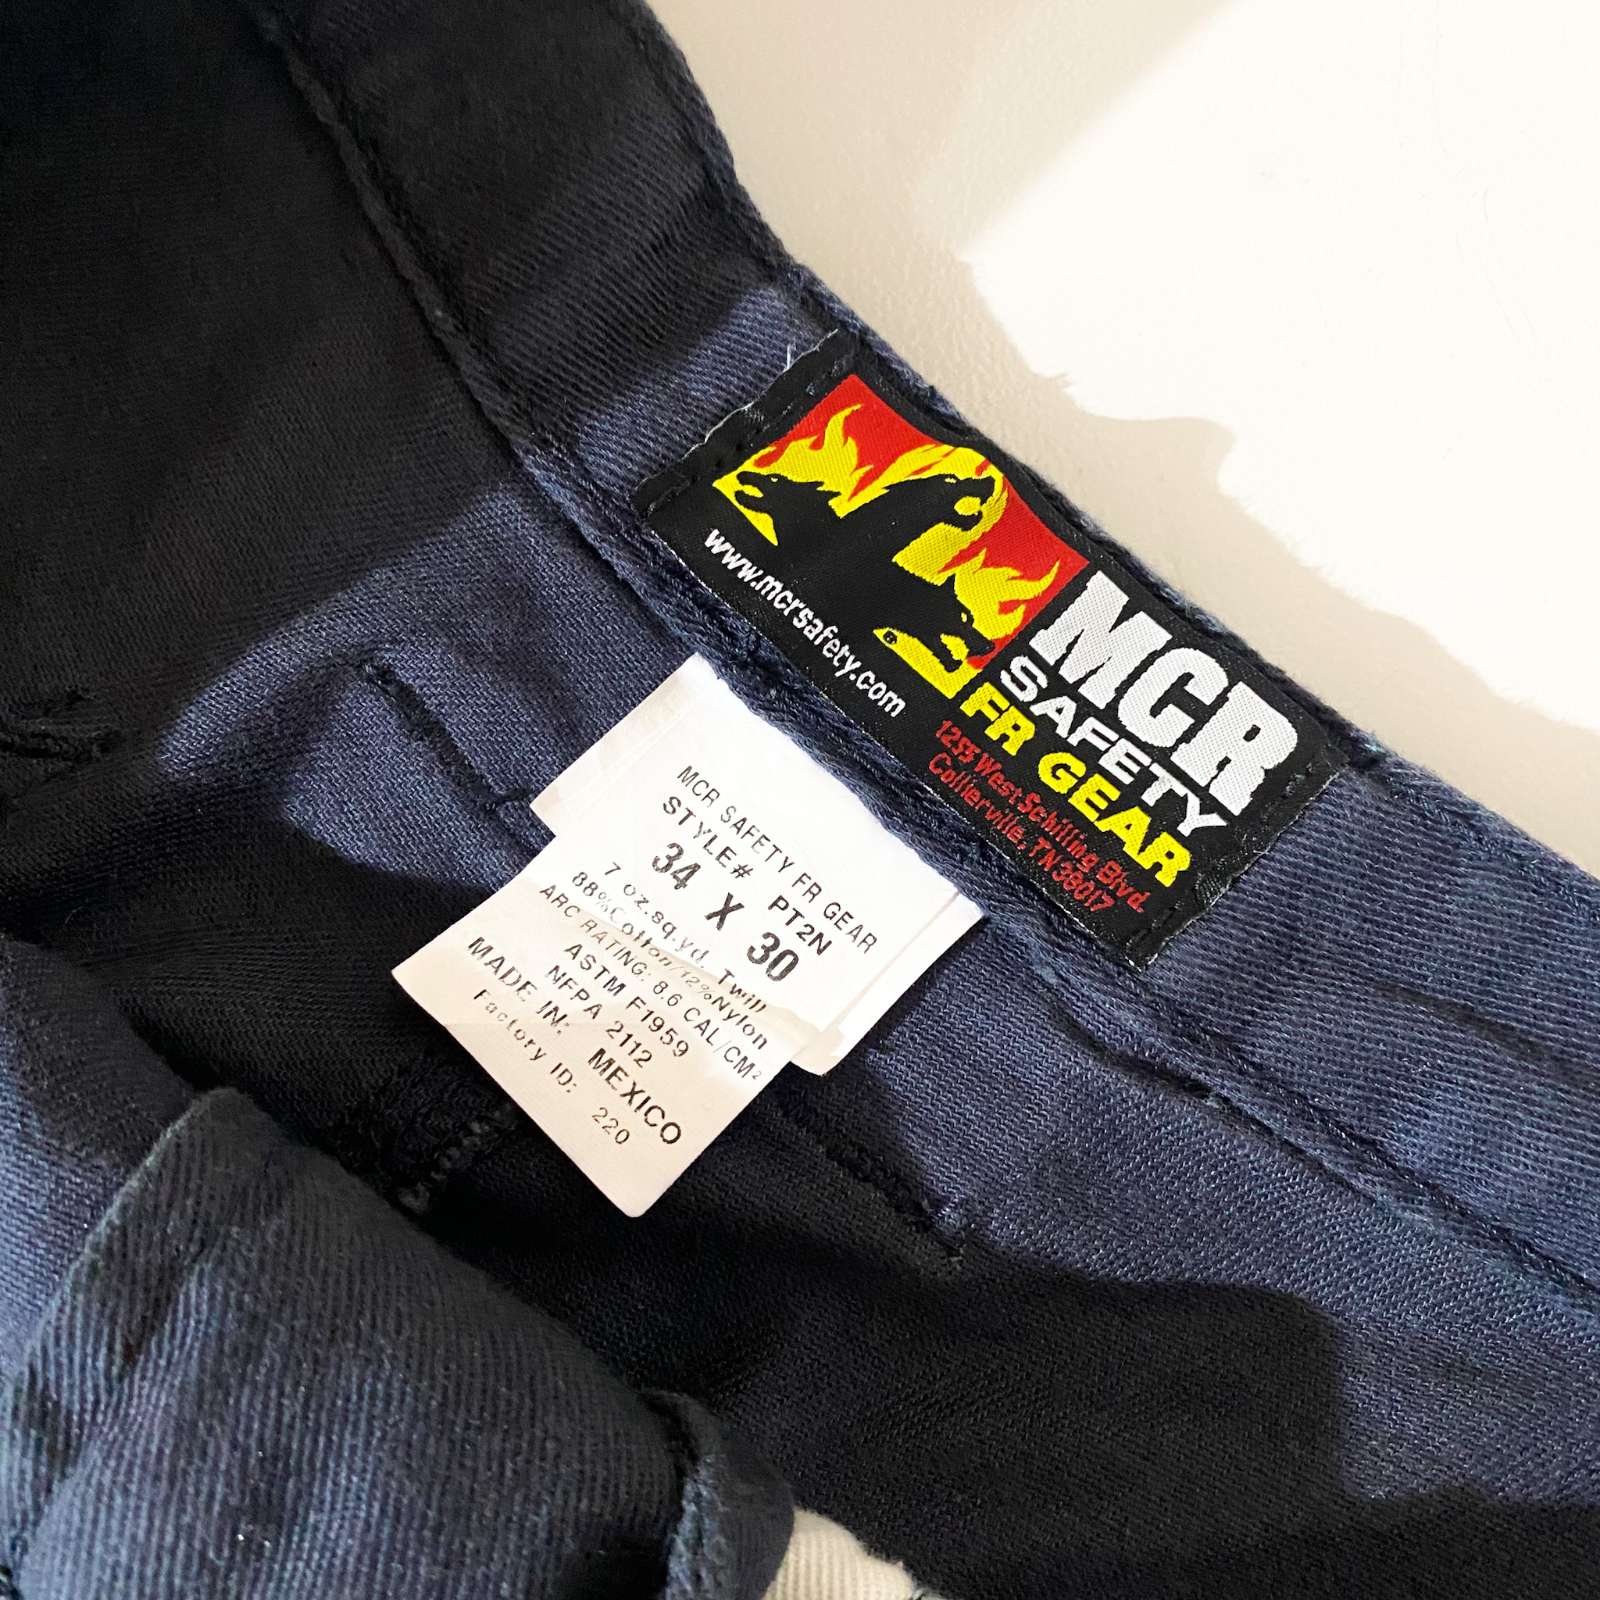 www.mcrsafety.com
MCR
SAFETY
FR GEAR
1255 West Schilling Blvd.
Collierville, TN 38017
MCR SAFETY FR GEAR
STYLE# PT2N
34 X 30
7 oz.sq.yd. Twill
88%Cotton/12%Nylon
ARC RATING: 8.6 CAL/CM²
ASTM F1959
NFPA 2112
MADE IN: MEXICO
Factory ID: 220